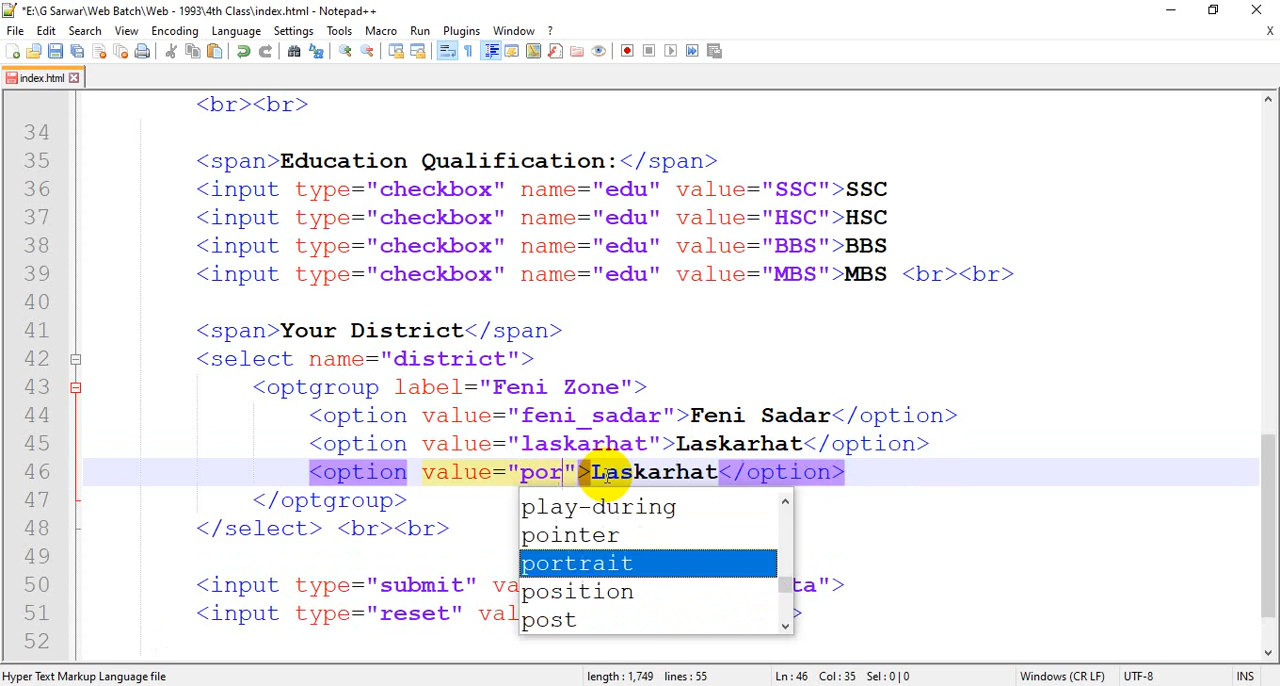 *E:\G Sarwar\Web Batch\Web - 1993\4th Class\index.html - Notepad++
File Edit Search View Encoding Language Settings Tools Macro Run Plugins Window ? X
index.html
<br><br>
34
35 <span>Education Qualification:</span>
36 <input type="checkbox" name="edu" value="SSC">SSC
37 <input type="checkbox" name="edu" value="HSC">HSC
38 <input type="checkbox" name="edu" value="BBS">BBS
39 <input type="checkbox" name="edu" value="MBS">MBS <br><br>
40
41 <span>Your District</span>
42 <select name="district">
43 <optgroup label="Feni Zone">
44 <option value="feni_sadar">Feni Sadar</option>
45 <option value="laskarhat">Laskarhat</option>
46 <option value="por">Laskarhat</option>
47 </optgroup>
48 </select> <br><br>
49
50 <input type="submit" va ta">
51 <input type="reset" val >
52
play-during
pointer
portrait
position
post
Hyper Text Markup Language file length : 1,749 lines : 55 Ln : 46 Col : 35 Sel : 0 | 0 Windows (CR LF) UTF-8 INS